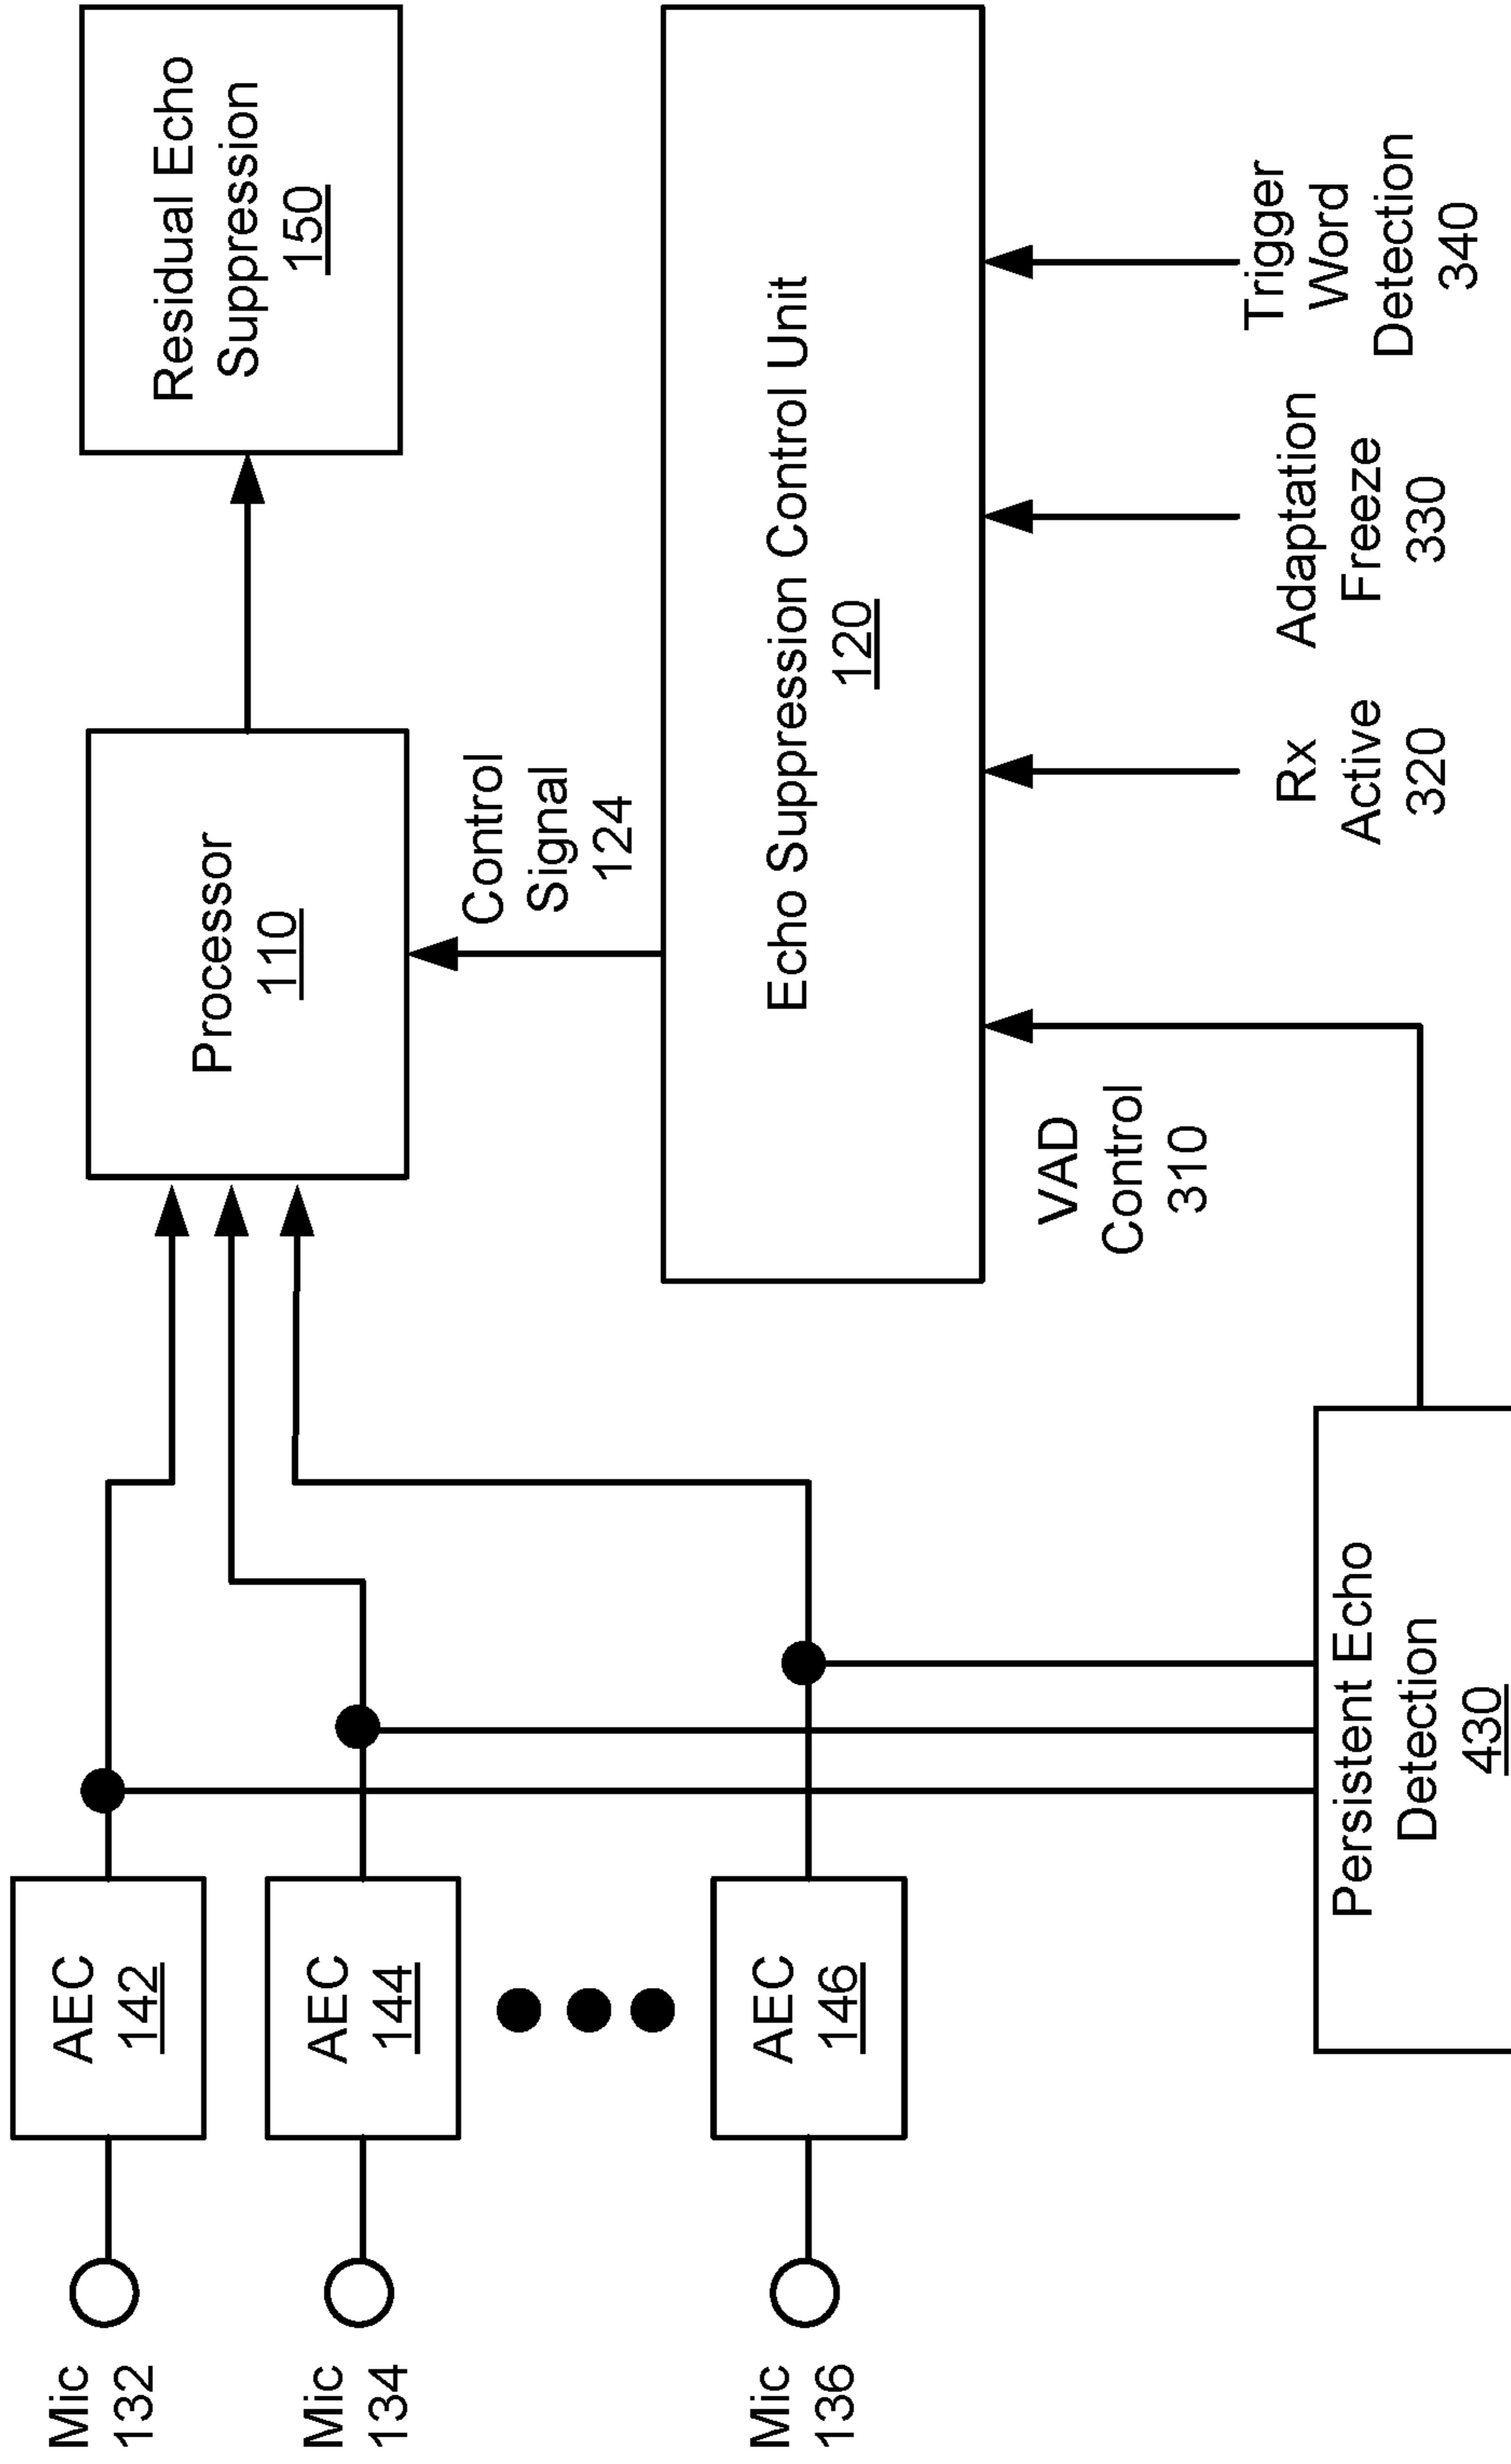 Mic
132
AEC
142
Mic
134
AEC
144
Mic
136
AEC
146
Processor
110
Residual Echo
Suppression
150
Control
Signal
124
Echo Suppression Control Unit
120
VAD
Control
310
Rx
Active
320
Adaptation
Freeze
330
Trigger
Word
Detection
340
Persistent Echo
Detection
430